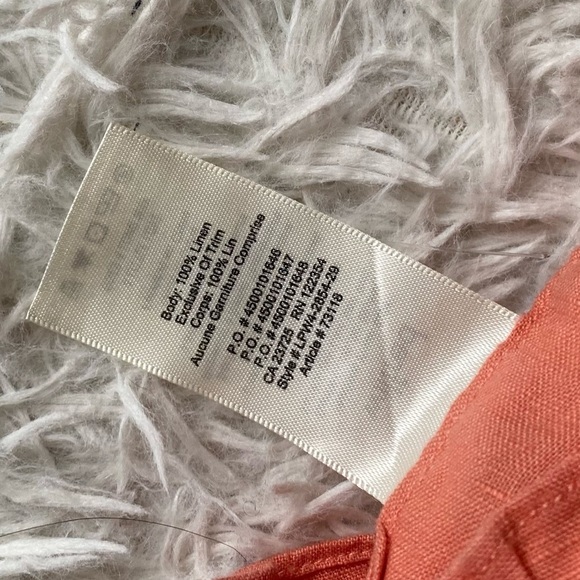 Body: 100% Linen
Exclusive Of Trim
Corps: 100% Lin
Aucune Garniture Comprise
P.O. # 4500101646
P.O. # 4500101647
P.O. # 4500101648
CA 23725 RN 122354
Style # LPW4-2854-29
Article # 73118